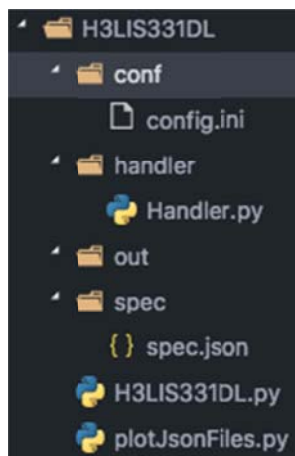 H3LIS331DL
conf
config.ini
handler
Handler.py
out
spec
{ } spec.json
H3LIS331DL.py
plotJsonFiles.py